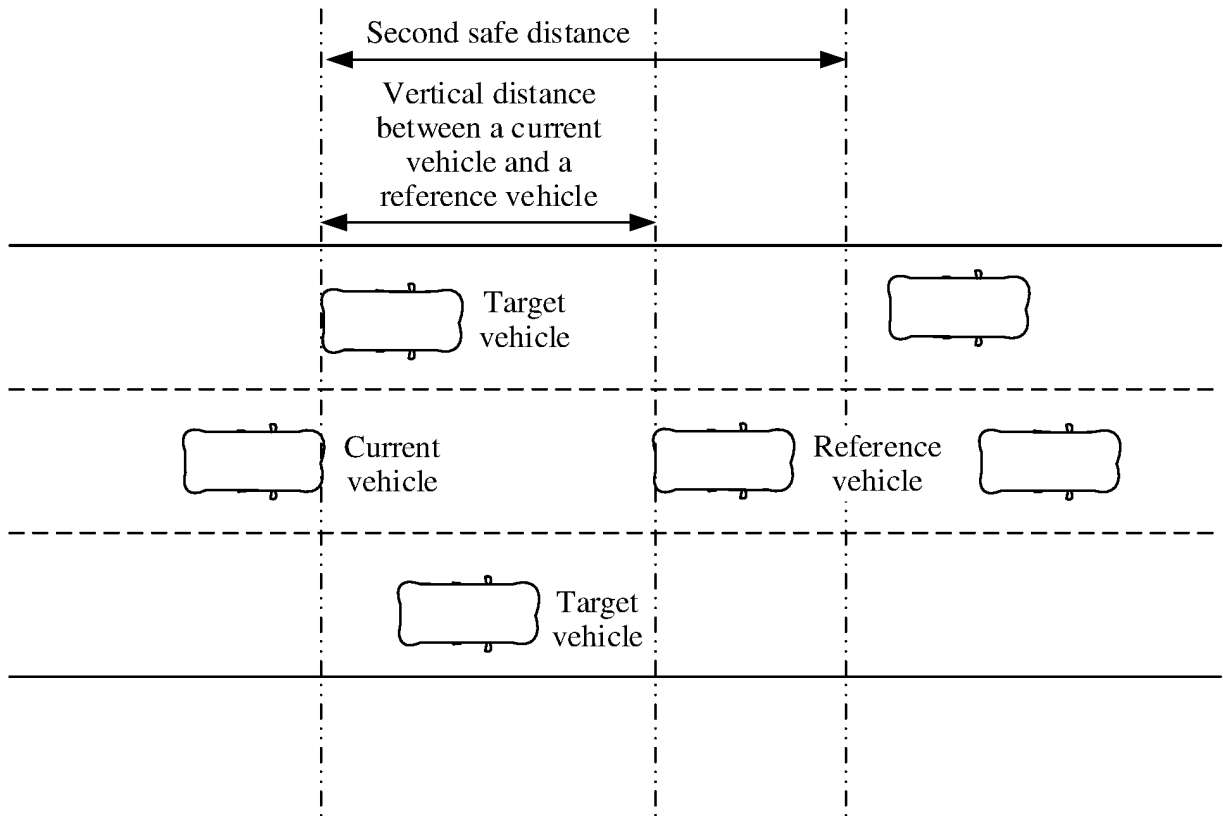 Second safe distance
Vertical distance
between a current
vehicle and a
reference vehicle
Target
vehicle
Current
vehicle
Reference
vehicle
Target
vehicle